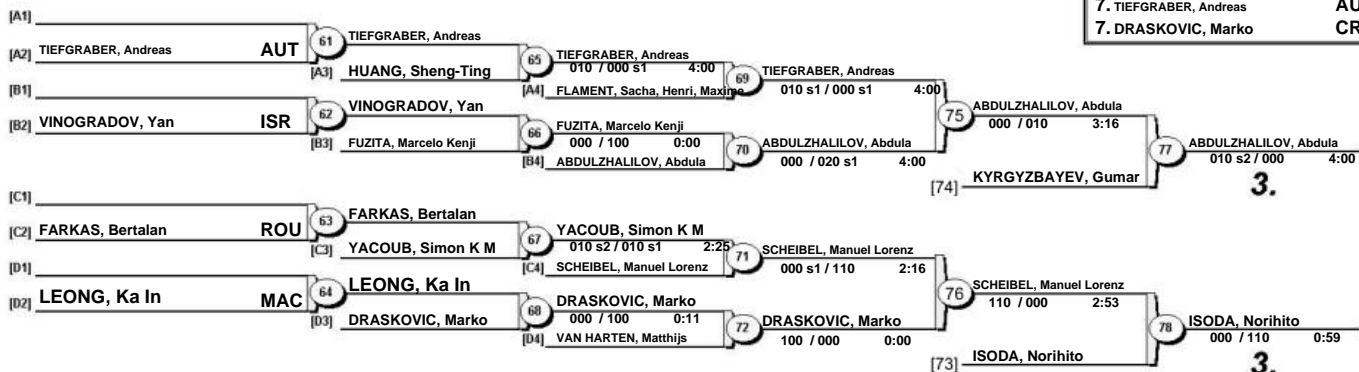 7. TIEFGRABER, Andreas AU
7. DRASKOVIC, Marko CR
[A1]
[A2] TIEFGRABER, Andreas AUT
61 TIEFGRABER, Andreas
[A3] HUANG, Sheng-Ting
65 TIEFGRABER, Andreas
010 / 000 s1 4:00
[A4] FLAMENT, Sacha, Henri, Maxime
69 TIEFGRABER, Andreas
010 s1 / 000 s1 4:00
[B1]
[B2] VINOGRADOV, Yan ISR
62 VINOGRADOV, Yan
[B3] FUZITA, Marcelo Kenji
66 FUZITA, Marcelo Kenji
000 / 100 0:00
[B4] ABDULZHALILOV, Abdula
70 ABDULZHALILOV, Abdula
000 / 020 s1 4:00
75 ABDULZHALILOV, Abdula
000 / 010 3:16
[74] KYRGYZBAYEV, Gumar
77 ABDULZHALILOV, Abdula
010 s2 / 000 4:00
3.
[C1]
[C2] FARKAS, Bertalan ROU
63 FARKAS, Bertalan
[C3] YACOUB, Simon K M
67 YACOUB, Simon K M
010 s2 / 010 s1 2:25
[C4] SCHEIBEL, Manuel Lorenz
71 SCHEIBEL, Manuel Lorenz
000 s1 / 110 2:16
[D1]
[D2] LEONG, Ka In MAC
64 LEONG, Ka In
[D3] DRASKOVIC, Marko
68 DRASKOVIC, Marko
000 / 100 0:11
[D4] VAN HARTEN, Matthijs
72 DRASKOVIC, Marko
100 / 000 0:00
76 SCHEIBEL, Manuel Lorenz
110 / 000 2:53
[73] ISODA, Norihito
78 ISODA, Norihito
000 / 110 0:59
3.